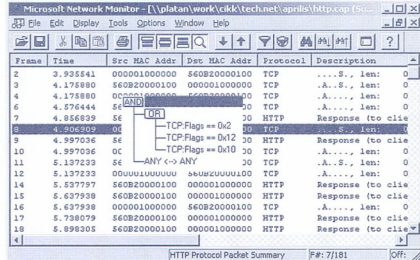 Microsoft Network Monitor - [\\platan\work\cikk\tech.net\aprilis\http.cap (Su...
File Edit Display Tools Options Window Help
Frame Time Src MAC Addr Dst MAC Addr Protocol Description
2 3.935541 000001000000 560B20000100 TCP ....S., len: 0
3 4.175880 560B20000100 000001000000 TCP .A..S., len: 0
4 4.175880 TCP .A...., len: 0
6 4.576444 TCP .A...., len: 0
7 4.856839 HTTP Response (to clie
8 4.906909 TCP .A...., len: 0
9 4.997036 HTTP Response (to clie
10 4.997036 TCP .A...., len: 0
11 5.137233 TCP .A..S., len: 0
12 5.137233 000001000000 560B20000100 TCP .A...., len: 0
14 5.537797 560B20000100 000001000000 HTTP Response (to clie
15 5.637938 560B20000100 000001000000 HTTP Response (to clie
16 5.637938 000001000000 560B20000100 TCP .A...., len: 0
17 5.738079 560B20000100 000001000000 HTTP Response (to clie
18 5.898305 560B20000100 000001000000 HTTP Response (to clie
AND
OR
TCP:Flags == 0x2
TCP:Flags == 0x12
TCP:Flags == 0x10
ANY <--> ANY
HTTP Protocol Packet Summary F#: 7/181 Off: